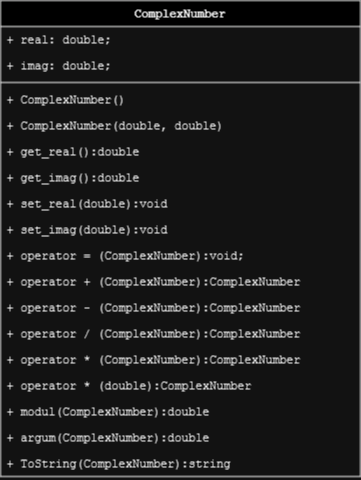 ComplexNumber
+ real: double;
+ imag: double;
+ ComplexNumber()
+ ComplexNumber(double, double)
+ get_real():double
+ get_imag():double
+ set_real(double):void
+ set_imag(double):void
+ operator = (ComplexNumber):void;
+ operator + (ComplexNumber):ComplexNumber
+ operator - (ComplexNumber):ComplexNumber
+ operator / (ComplexNumber):ComplexNumber
+ operator * (ComplexNumber):ComplexNumber
+ operator * (double):ComplexNumber
+ modul(ComplexNumber):double
+ argum(ComplexNumber):double
+ ToString(ComplexNumber):string